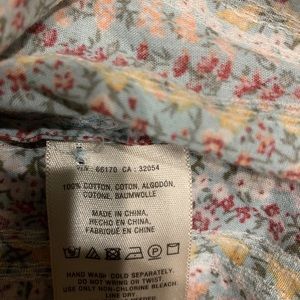 RN: 66170 CA: 32054
100% COTTON, COTON, ALGODÓN,
COTONE, BAUMWOLLE
MADE IN CHINA,
HECHO EN CHINA,
FABRIQUÉ EN CHINE
HAND WASH COLD SEPARATELY.
DO NOT WRING OR TWIST.
USE ONLY NON-CHLORINE BLEACH.
LINE DRY